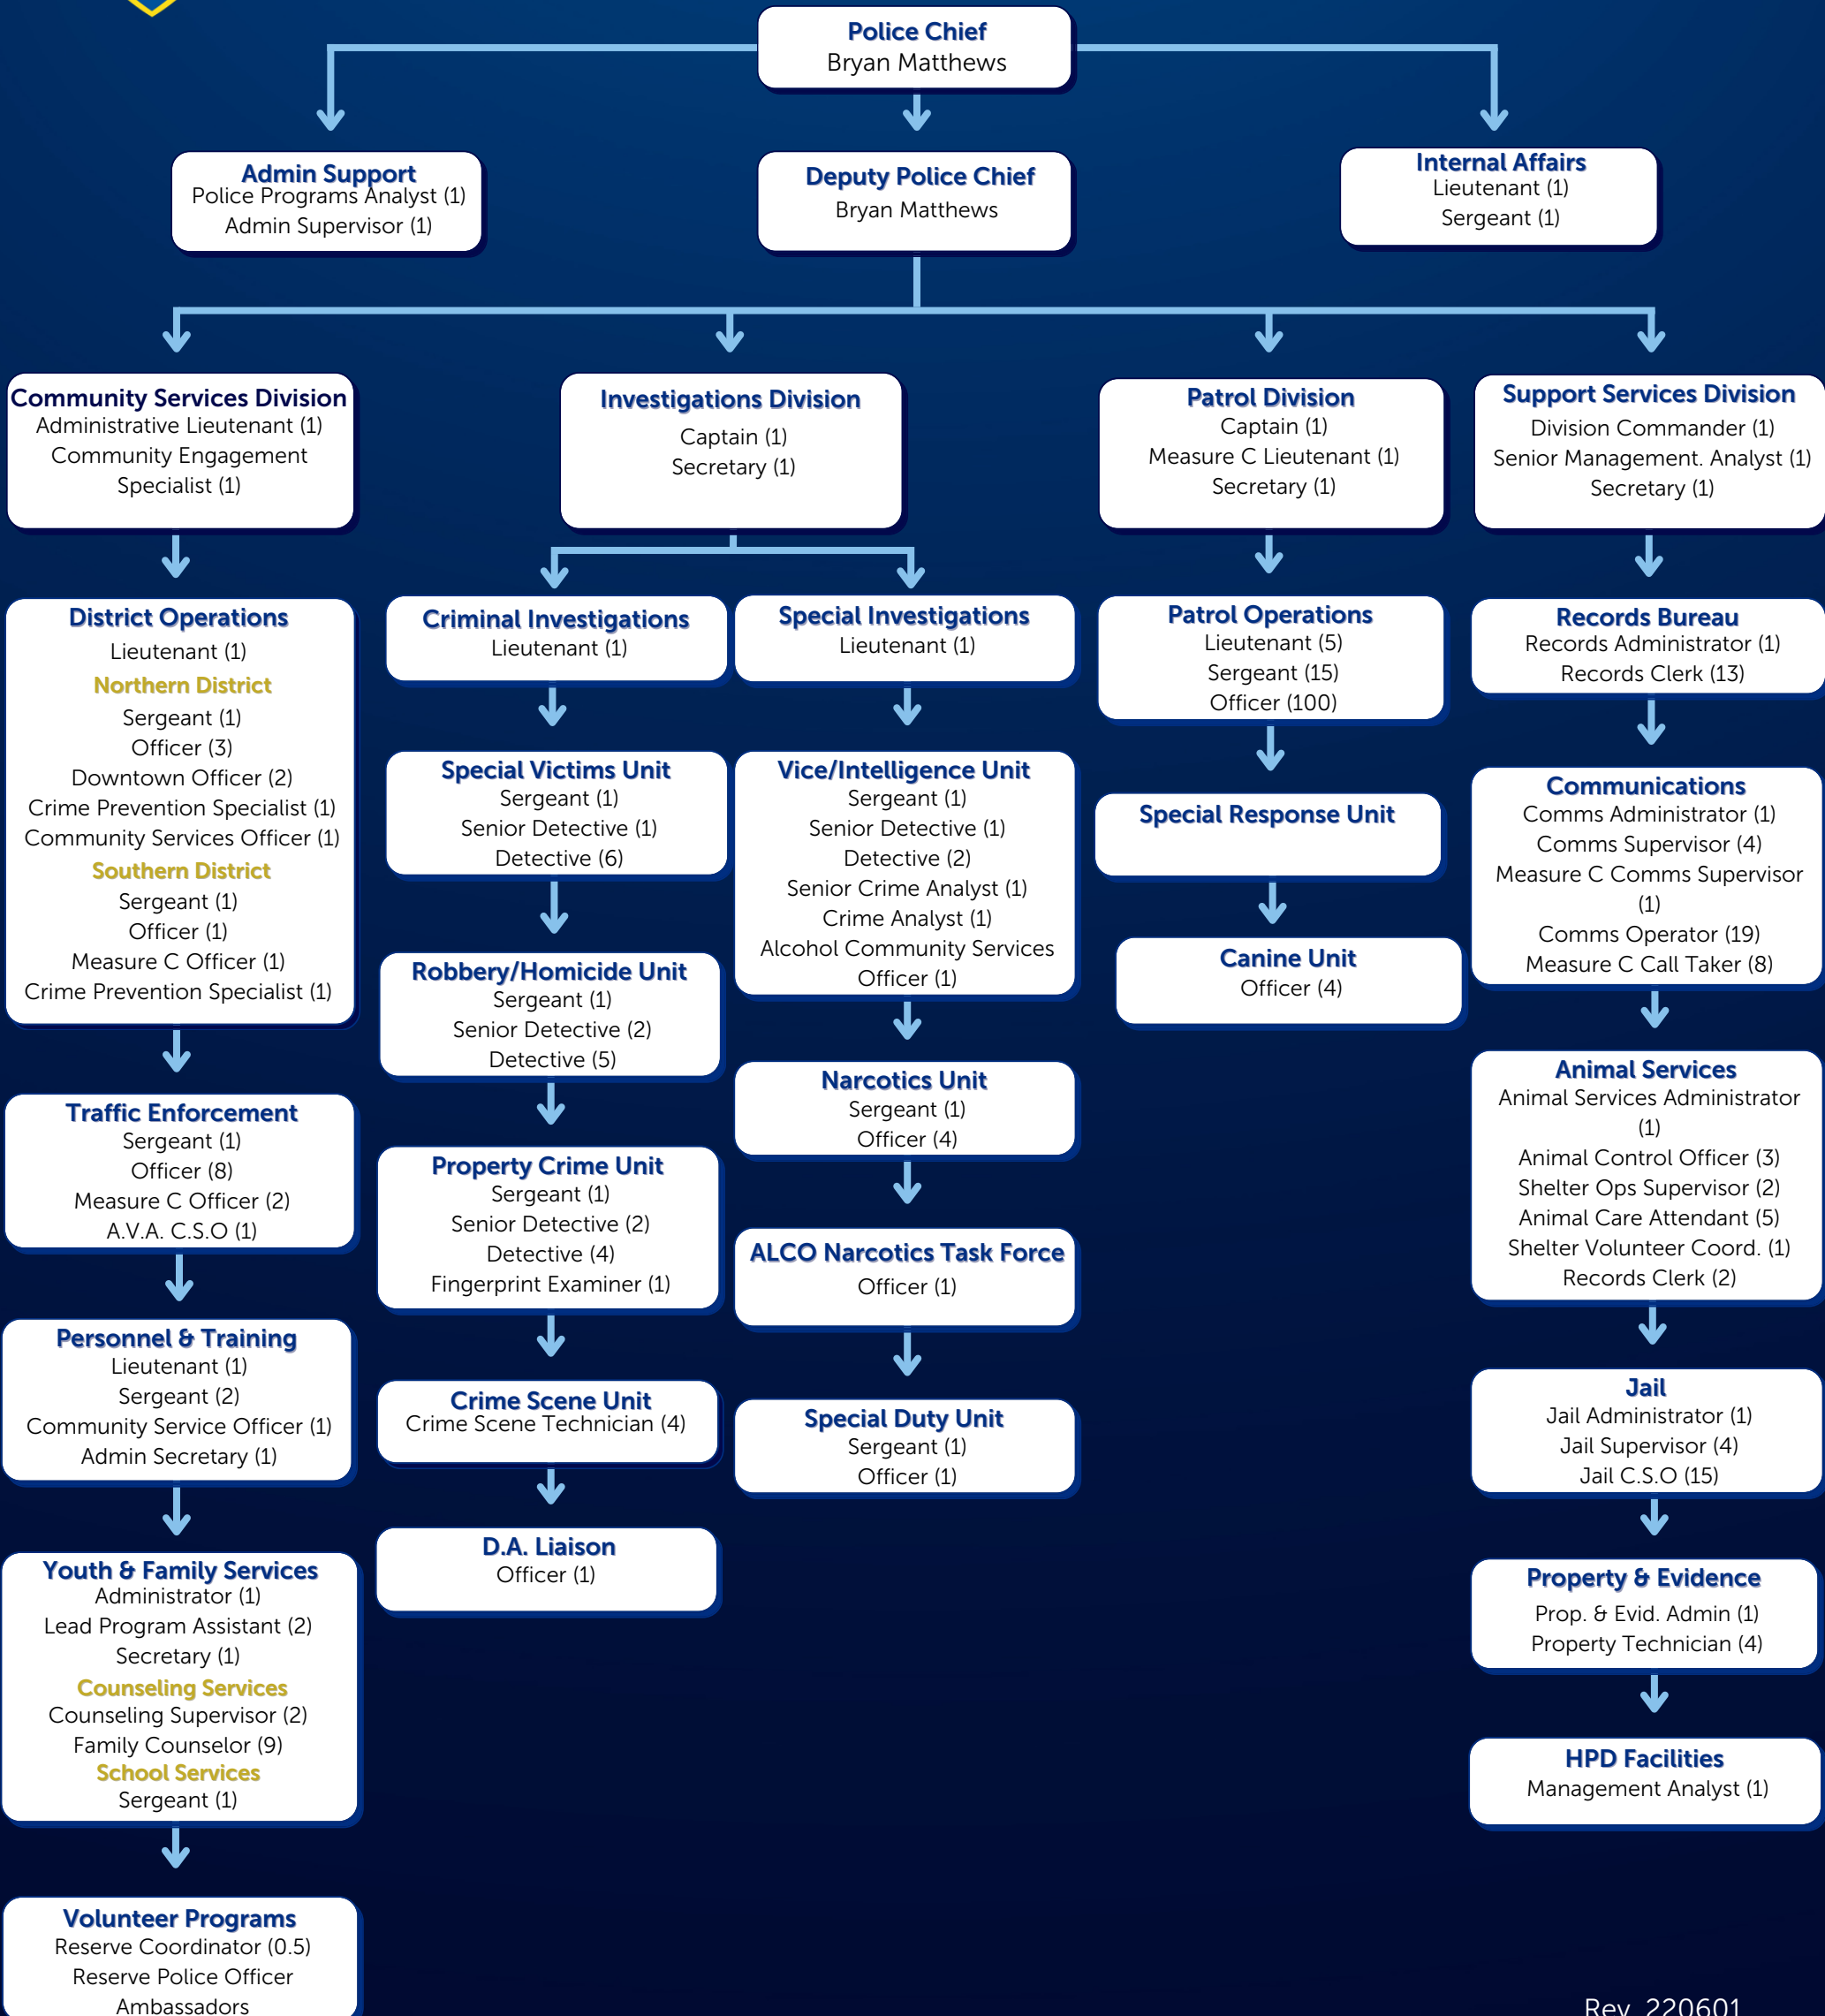 Police Chief
Bryan Matthews
Admin Support
Police Programs Analyst (1)
Admin Supervisor (1)
Deputy Police Chief
Bryan Matthews
Internal Affairs
Lieutenant (1)
Sergeant (1)
Community Services Division
Administrative Lieutenant (1)
Community Engagement
Specialist (1)
Investigations Division
Captain (1)
Secretary (1)
Patrol Division
Captain (1)
Measure C Lieutenant (1)
Secretary (1)
Support Services Division
Division Commander (1)
Senior Management. Analyst (1)
Secretary (1)
District Operations
Lieutenant (1)
Northern District
Sergeant (1)
Officer (3)
Downtown Officer (2)
Crime Prevention Specialist (1)
Community Services Officer (1)
Southern District
Sergeant (1)
Officer (1)
Measure C Officer (1)
Crime Prevention Specialist (1)
Traffic Enforcement
Sergeant (1)
Officer (8)
Measure C Officer (2)
A.V.A. C.S.O (1)
Personnel & Training
Lieutenant (1)
Sergeant (2)
Community Service Officer (1)
Admin Secretary (1)
Youth & Family Services
Administrator (1)
Lead Program Assistant (2)
Secretary (1)
Counseling Services
Counseling Supervisor (2)
Family Counselor (9)
School Services
Sergeant (1)
Volunteer Programs
Reserve Coordinator (0.5)
Reserve Police Officer
Ambassadors
Criminal Investigations
Lieutenant (1)
Special Victims Unit
Sergeant (1)
Senior Detective (1)
Detective (6)
Robbery/Homicide Unit
Sergeant (1)
Senior Detective (2)
Detective (5)
Property Crime Unit
Sergeant (1)
Senior Detective (2)
Detective (4)
Fingerprint Examiner (1)
Crime Scene Unit
Crime Scene Technician (4)
D.A. Liaison
Officer (1)
Special Investigations
Lieutenant (1)
Vice/Intelligence Unit
Sergeant (1)
Senior Detective (1)
Detective (2)
Senior Crime Analyst (1)
Crime Analyst (1)
Alcohol Community Services
Officer (1)
Narcotics Unit
Sergeant (1)
Officer (4)
ALCO Narcotics Task Force
Officer (1)
Special Duty Unit
Sergeant (1)
Officer (1)
Patrol Operations
Lieutenant (5)
Sergeant (15)
Officer (100)
Special Response Unit
Canine Unit
Officer (4)
Records Bureau
Records Administrator (1)
Records Clerk (13)
Communications
Comms Administrator (1)
Comms Supervisor (4)
Measure C Comms Supervisor
(1)
Comms Operator (19)
Measure C Call Taker (8)
Animal Services
Animal Services Administrator
(1)
Animal Control Officer (3)
Shelter Ops Supervisor (2)
Animal Care Attendant (5)
Shelter Volunteer Coord. (1)
Records Clerk (2)
Jail
Jail Administrator (1)
Jail Supervisor (4)
Jail C.S.O (15)
Property & Evidence
Prop. & Evid. Admin (1)
Property Technician (4)
HPD Facilities
Management Analyst (1)
Rev. 220601